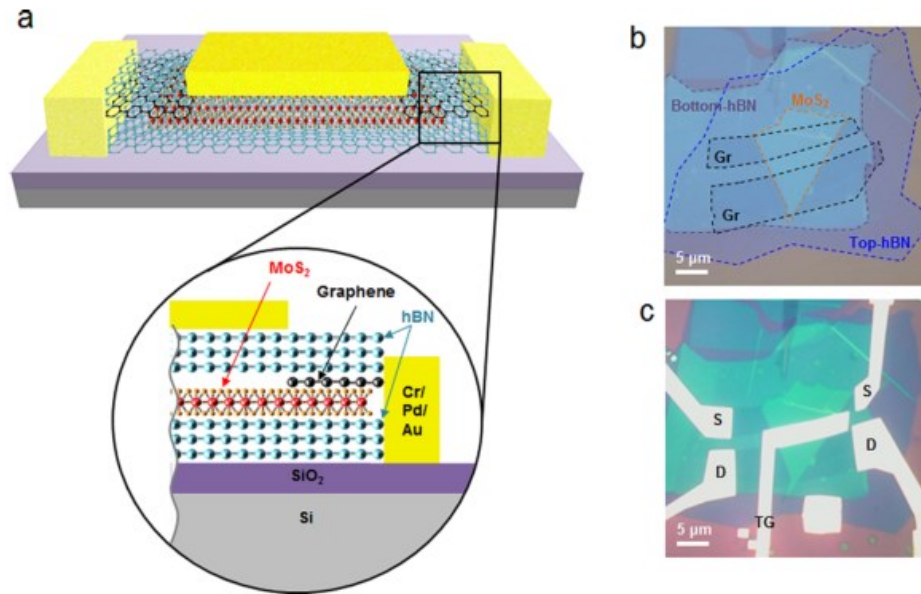 a
MoS₂
Graphene
hBN
Cr/
Pd/
Au
SiO₂
Si
b
Bottom-hBN
MoS₂
Gr
Gr
Top-hBN
5 µm
c
S
S
D
D
TG
5 µm